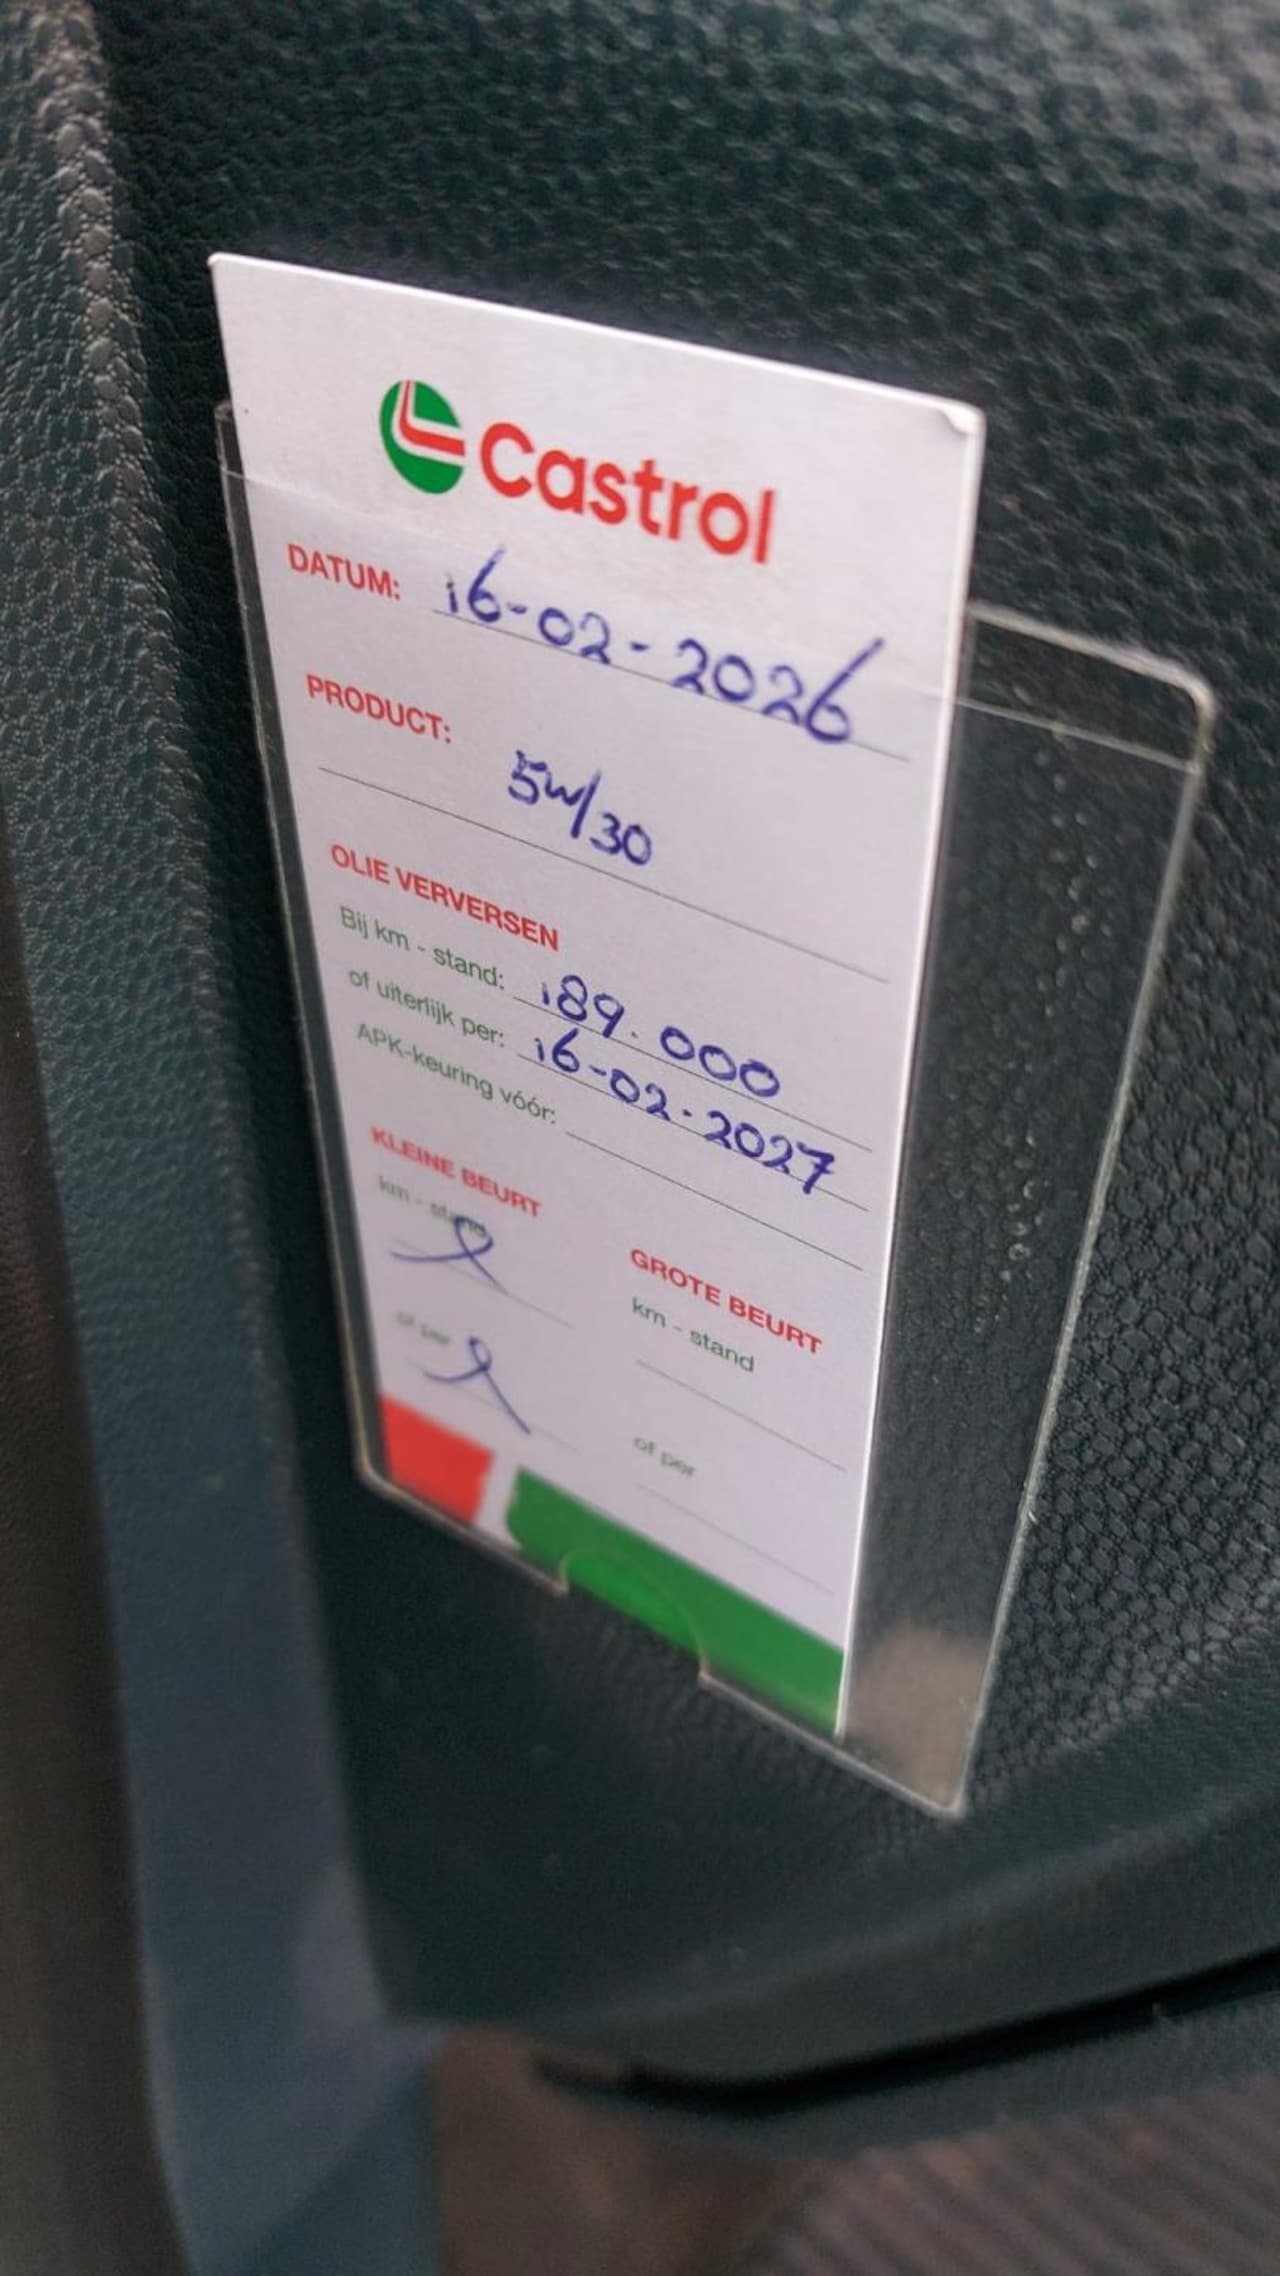 Castrol
DATUM: 16-02-2026
PRODUCT:
5w/30
OLIE VERVERSEN
Bij km - stand: 189.000
of uiterlijk per: 16-02-2027
APK-keuring vóór:
KLEINE BEURT
km - stand
of per
GROTE BEURT
km - stand
of per